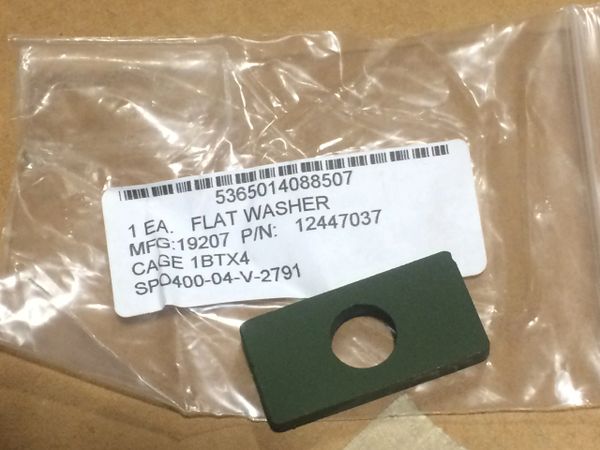 5365014088507
1 EA. FLAT WASHER
MFG:19207 P/N: 12447037
CAGE 1BTX4
SPO400-04-V-2791